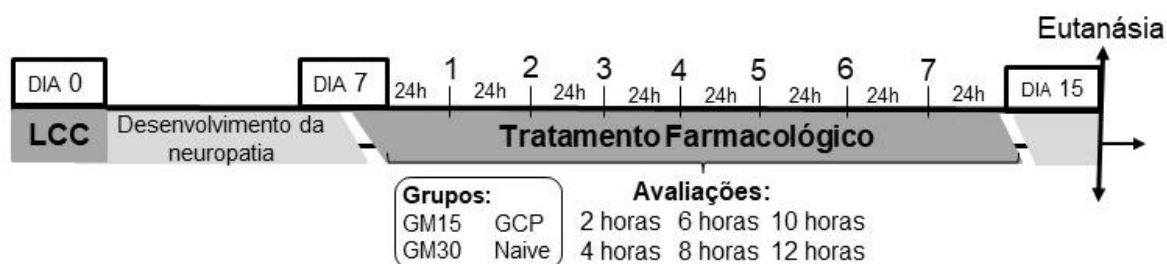 Eutanásia
DIA 0
DIA 7
24h 1 24h 2 24h 3 24h 4 24h 5 24h 6 24h 7 24h
DIA 15
LCC
Desenvolvimento da
neuropatia
Tratamento Farmacológico
Grupos:
GM15 GCP
GM30 Naive
Avaliações:
2 horas 6 horas 10 horas
4 horas 8 horas 12 horas